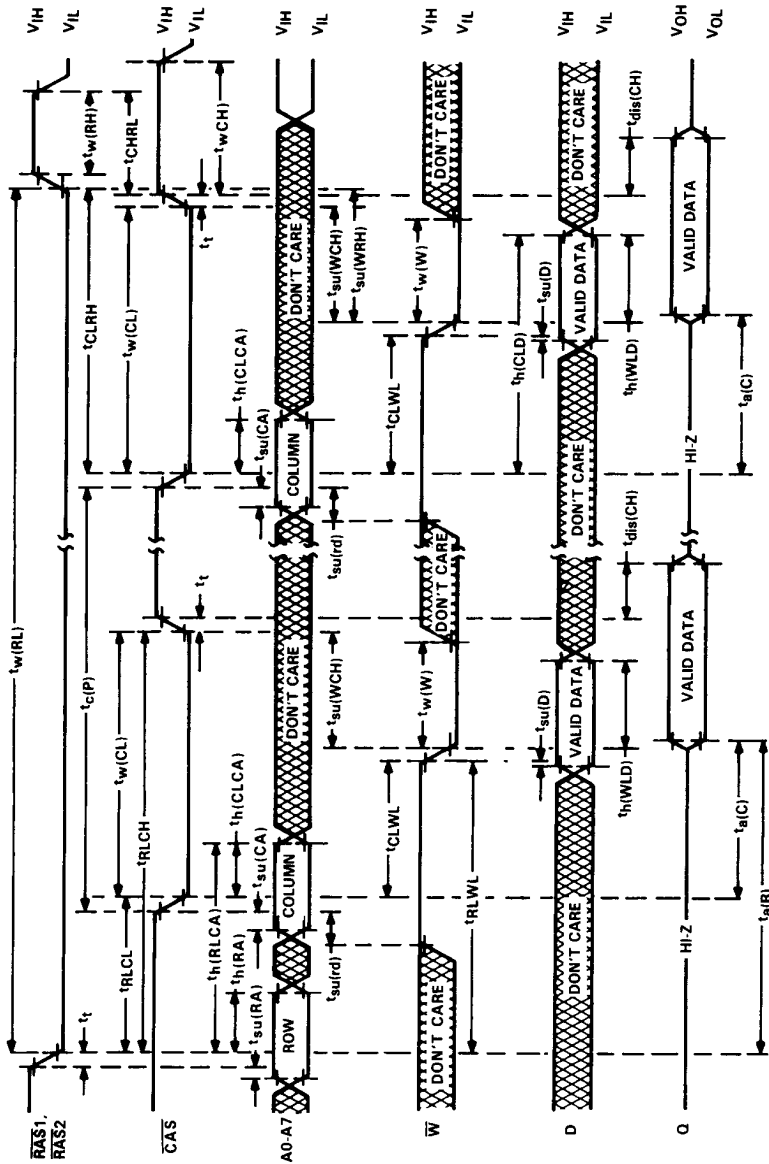 tw(RL)
tt
tCLRH
tw(RH)
RAS1,
RAS2
VIH
VIL
tc(P)
tCHRL
tRLCL
tw(CL)
tw(CL)
tRLCH
tt
tt
twCH)
CAS
VIH
VIL
th(RLCA)
th(RA)
tsu(RA)
tsu(CA)
th(CLCA)
tsu(CA)
th(CLCA)
A0-A7
ROW
COLUMN
DON'T CARE
COLUMN
DON'T CARE
tsu(rd)
tsu(WCH)
tsu(rd)
tsu(WCH)
tsu(WRH)
tCLWL
tw(W)
tCLWL
tw(W)
W
DON'T CARE
DON'T CARE
DON'T CARE
VIH
VIL
tRLWL
tsu(D)
th(CLD)
tsu(D)
D
DON'T CARE
VALID DATA
DON'T CARE
VALID DATA
DON'T CARE
VIH
VIL
th(WLD)
tdis(CH)
th(WLD)
tdis(CH)
Q
HI-Z
VALID DATA
HI-Z
VALID DATA
VOH
VOL
ta(C)
ta(C)
ta(R)